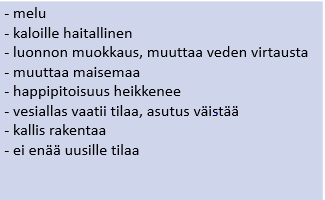 - melu
- kaloille haitallinen
- luonnon muokkaus, muuttaa veden virtausta
- muuttaa maisemaa
- happipitoisuus heikkenee
- vesiallas vaatii tilaa, asutus väistää
- kallis rakentaa
- ei enää uusille tilaa